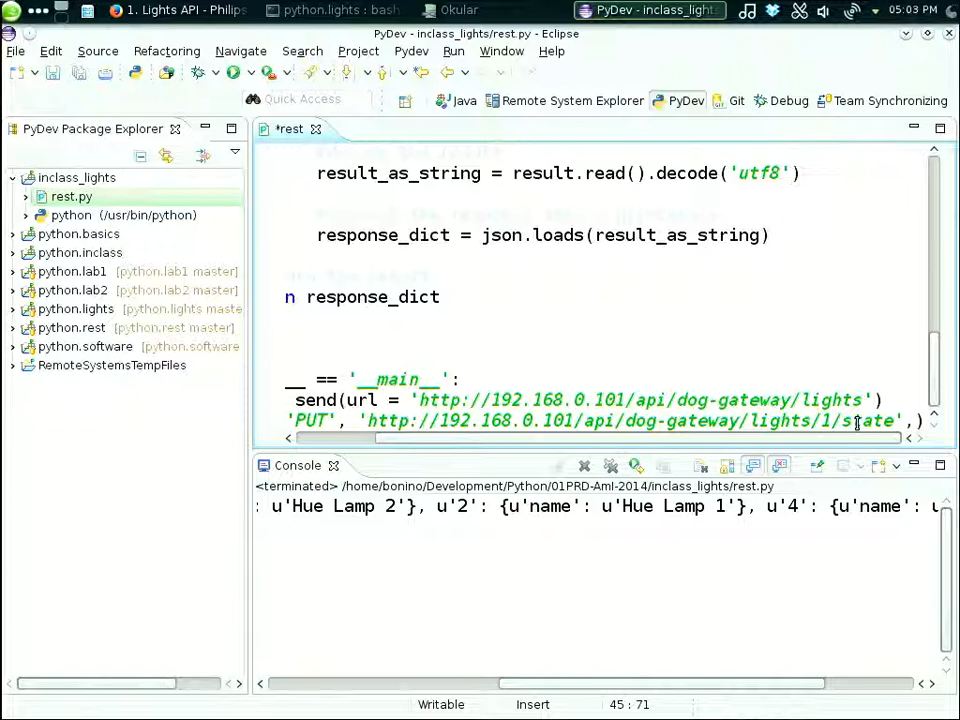 1. Lights API - Philips
python.lights : bash
Okular
PyDev - inclass_lights/
05:03 PM
PyDev - inclass_lights/rest.py - Eclipse
File Edit Source Refactoring Navigate Search Project Pydev Run Window Help
Quick Access
Java Remote System Explorer PyDev Git Debug Team Synchronizing
PyDev Package Explorer
*rest
inclass_lights
rest.py
python (/usr/bin/python)
python.basics
python.inclass
python.lab1 [python.lab1 master]
python.lab2 [python.lab2 master]
python.lights [python.lights maste
python.rest [python.rest master]
python.software [python.software
RemoteSystemsTempFiles
result_as_string = result.read().decode('utf8')
response_dict = json.loads(result_as_string)
n response_dict
__ == '__main__':
send(url = 'http://192.168.0.101/api/dog-gateway/lights')
'PUT', 'http://192.168.0.101/api/dog-gateway/lights/1/state',)
Console
<terminated> /home/bonino/Development/Python/01PRD-AmI-2014/inclass_lights/rest.py
: u'Hue Lamp 2'}, u'2': {u'name': u'Hue Lamp 1'}, u'4': {u'name': u
Writable Insert 45 : 71